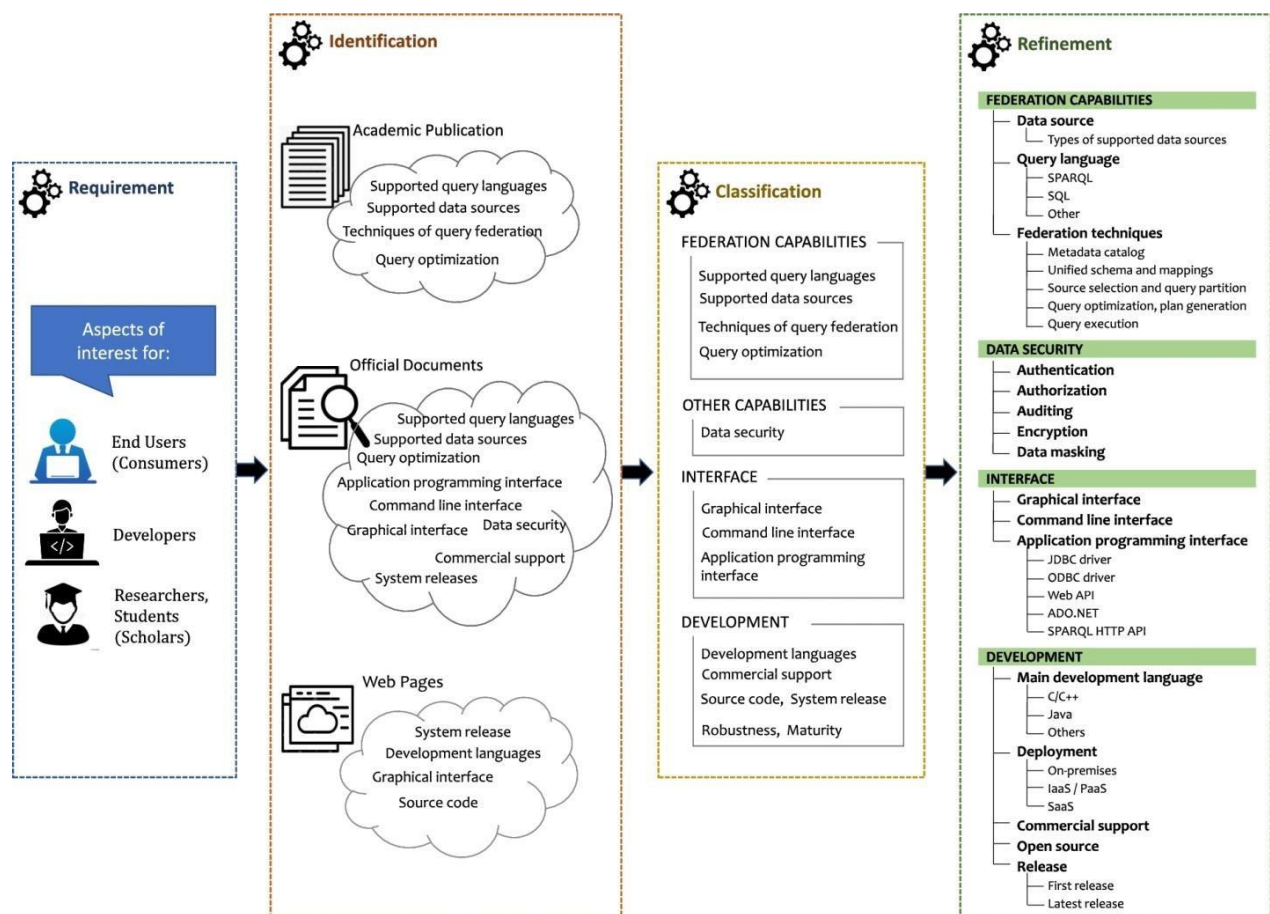 Requirement
Aspects of
interest for:
End Users
(Consumers)
Developers
</>
Researchers,
Students
(Scholars)
Identification
Academic Publication
Supported query languages
Supported data sources
Techniques of query federation
Query optimization
Official Documents
Supported query languages
Supported data sources
Query optimization
Application programming interface
Command line interface
Graphical interface
Data security
Commercial support
System releases
Web Pages
System release
Development languages
Graphical interface
Source code
Classification
FEDERATION CAPABILITIES
Supported query languages
Supported data sources
Techniques of query federation
Query optimization
OTHER CAPABILITIES
Data security
INTERFACE
Graphical interface
Command line interface
Application programming
interface
DEVELOPMENT
Development languages
Commercial support
Source code, System release
Robustness, Maturity
Refinement
FEDERATION CAPABILITIES
Data source
Types of supported data sources
Query language
SPARQL
SQL
Other
Federation techniques
Metadata catalog
Unified schema and mappings
Source selection and query partition
Query optimization, plan generation
Query execution
DATA SECURITY
Authentication
Authorization
Auditing
Encryption
Data masking
INTERFACE
Graphical interface
Command line interface
Application programming interface
JDBC driver
ODBC driver
Web API
ADO.NET
SPARQL HTTP API
DEVELOPMENT
Main development language
C/C++
Java
Others
Deployment
On-premises
IaaS / PaaS
SaaS
Commercial support
Open source
Release
First release
Latest release